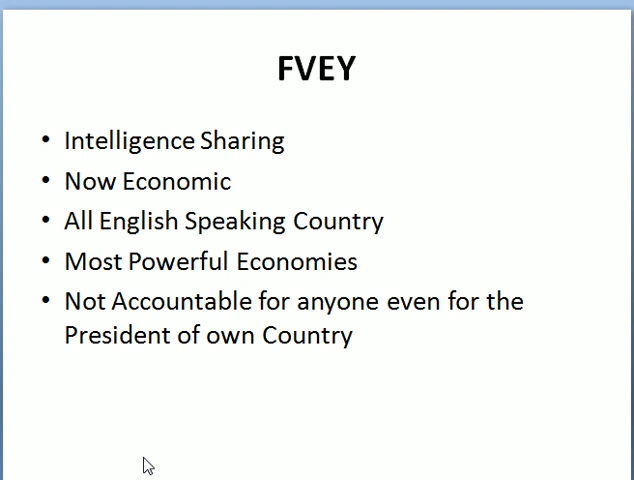 FVEY
• Intelligence Sharing
• Now Economic
• All English Speaking Country
• Most Powerful Economies
• Not Accountable for anyone even for the
President of own Country